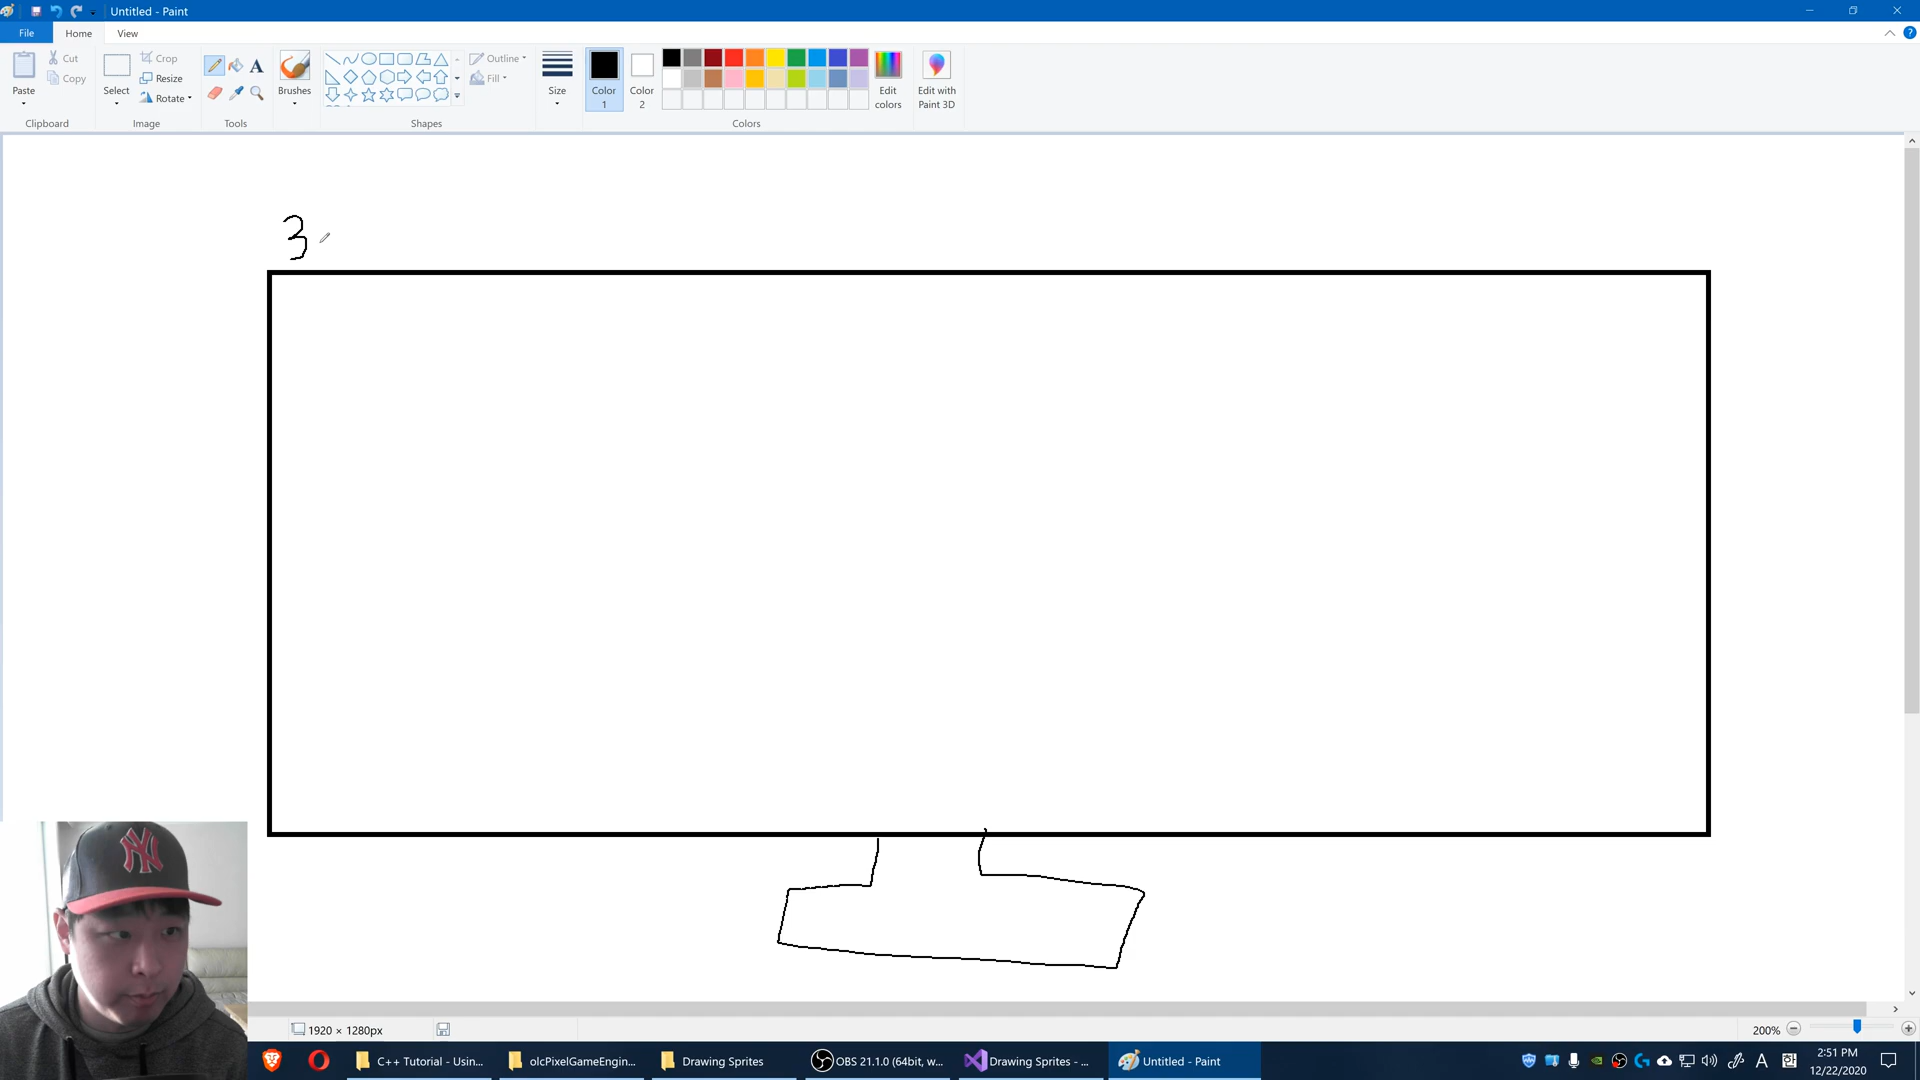 Untitled - Paint
File
Home
View
Paste
Cut
Copy
Clipboard
Select
Crop
Resize
Rotate
Image
A
Tools
Brushes
Outline
Fill
Shapes
Size
Color
1
Color
2
Edit
colors
Colors
Edit with
Paint 3D
3
NY
1920 × 1280px
200%
C++ Tutorial - Usin...
olcPixelGameEngin...
Drawing Sprites
OBS 21.1.0 (64bit, w...
Drawing Sprites - ...
Untitled - Paint
A
2:51 PM
12/22/2020